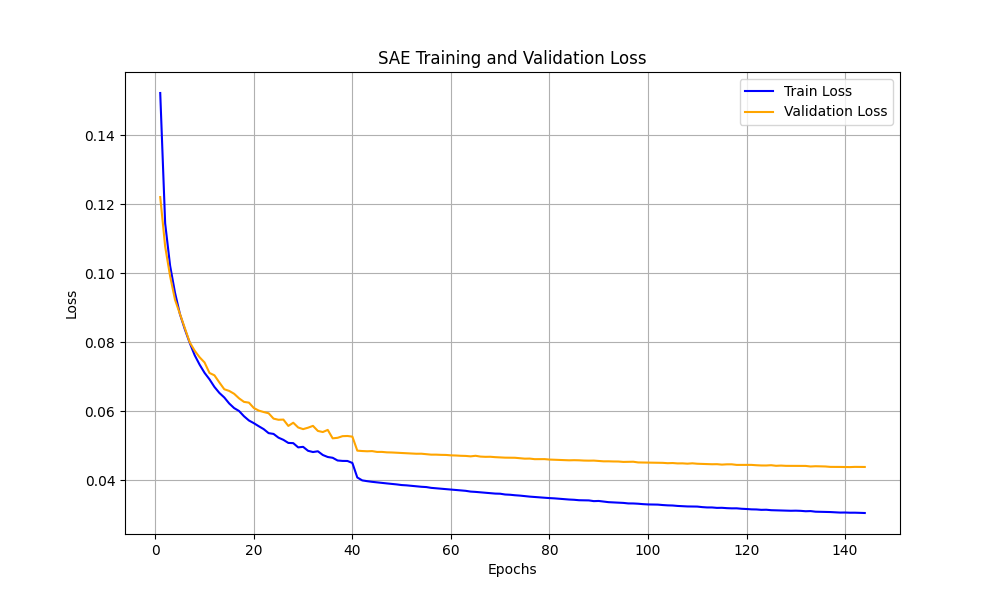 SAE Training and Validation Loss
Train Loss
Validation Loss
0.14
0.12
0.10
0.08
0.06
0.04
Loss
0 20 40 60 80 100 120 140
Epochs